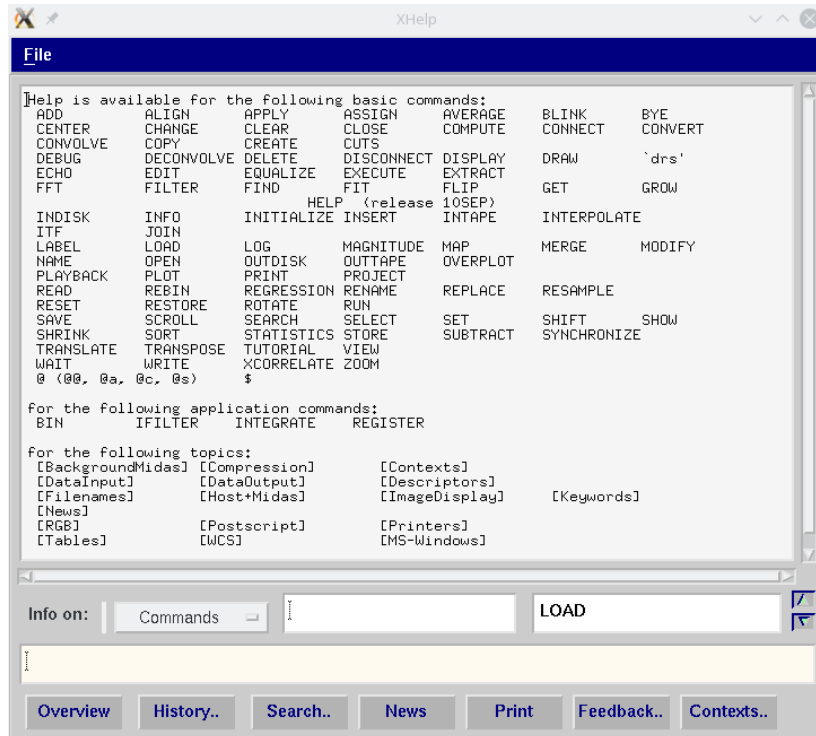 XHelp
File
Help is available for the following basic commands:
ADD ALIGN APPLY ASSIGN AVERAGE BLINK BYE
CENTER CHANGE CLEAR CLOSE COMPUTE CONNECT CONVERT
CONVOLVE COPY CREATE CUTS
DEBUG DECONVOLVE DELETE DISCONNECT DISPLAY DRAW `drs'
ECHO EDIT EQUALIZE EXECUTE EXTRACT
FFT FILTER FIND FIT FLIP GET GROW
HELP (release 10SEP)
INDISK INFO INITIALIZE INSERT INTAPE INTERPOLATE
ITF JOIN
LABEL LOAD LOG MAGNITUDE MAP MERGE MODIFY
NAME OPEN OUTDISK OUTTAPE OVERPLOT
PLAYBACK PLOT PRINT PROJECT
READ REBIN REGRESSION RENAME REPLACE RESAMPLE
RESET RESTORE ROTATE RUN
SAVE SCROLL SEARCH SELECT SET SHIFT SHOW
SHRINK SORT STATISTICS STORE SUBTRACT SYNCHRONIZE
TRANSLATE TRANSPOSE TUTORIAL VIEW
WAIT WRITE XCORRELATE ZOOM
@ (@@, @a, @c, @s) $
for the following application commands:
BIN IFILTER INTEGRATE REGISTER
for the following topics:
[BackgroundMidas] [Compression] [Contexts]
[DataInput] [DataOutput] [Descriptors]
[Filenames] [Host+Midas] [ImageDisplay] [Keywords]
[News]
[RGB] [Postscript] [Printers]
[Tables] [WCS] [MS-Windows]
Info on: Commands LOAD
Overview History.. Search.. News Print Feedback.. Contexts..